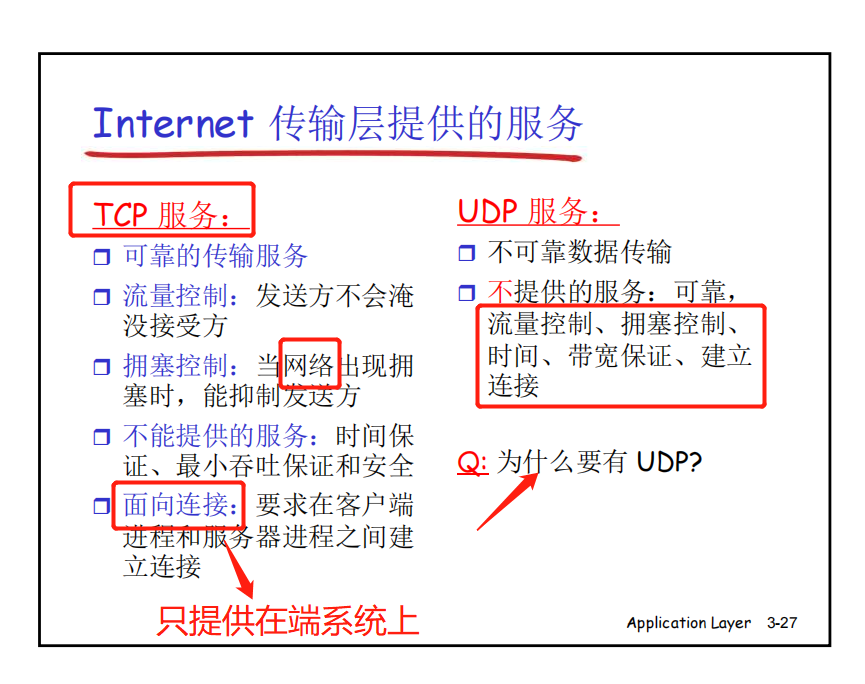 Internet 传输层提供的服务
TCP 服务:
可靠的传输服务
流量控制:发送方不会淹
没接受方
拥塞控制:当网络出现拥
塞时,能抑制发送方
不能提供的服务:时间保
证、最小吞吐保证和安全
面向连接:要求在客户端
进程和服务器进程之间建
立连接
只提供在端系统上
UDP 服务:
不可靠数据传输
不提供的服务:可靠,
流量控制、拥塞控制、
时间、带宽保证、建立
连接
Q: 为什么要有 UDP?
Application Layer 3-27